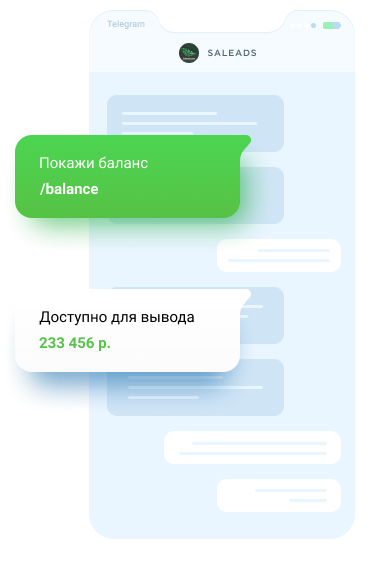 Telegram
SALEADS
Покажи баланс
/balance
Доступно для вывода
233 456 р.